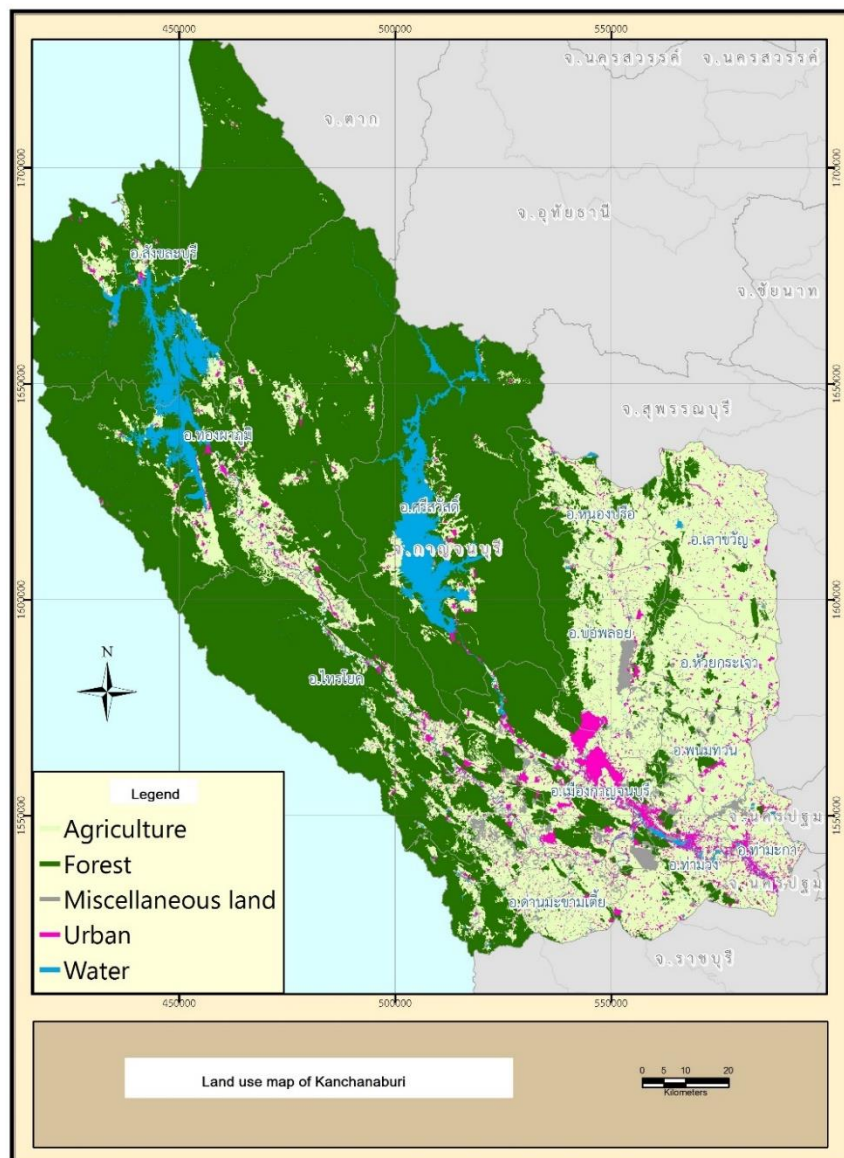 450000 500000 550000
จ.นครสวรรค์ จ.นครสวรรค์
จ.ตาก
1700000 1700000
จ.อุทัยธานี
อ.สังขละบุรี
จ.ชัยนาท
1650000 1650000
จ.สุพรรณบุรี
อ.ทองผาภูมิ
อ.ศรีสวัสดิ์ อ.หนองปรือ
อ.เลาขวัญ
จ.กาญจนบุรี
1600000 1600000
อ.บ่อพลอย
N
อ.ห้วยกระเจา
อ.ไทรโยค
อ.พนมทวน
อ.เมืองกาญจนบุรี
1550000 1550000
จ.นครปฐม
อ.ท่ามะกา
อ.ท่าม่วง
จ.นครปฐม
อ.ด่านมะขามเตี้ย
จ.ราชบุรี
Legend
Agriculture
Forest
Miscellaneous land
Urban
Water
450000 500000 550000
Land use map of Kanchanaburi
0 5 10 20
Kilometers